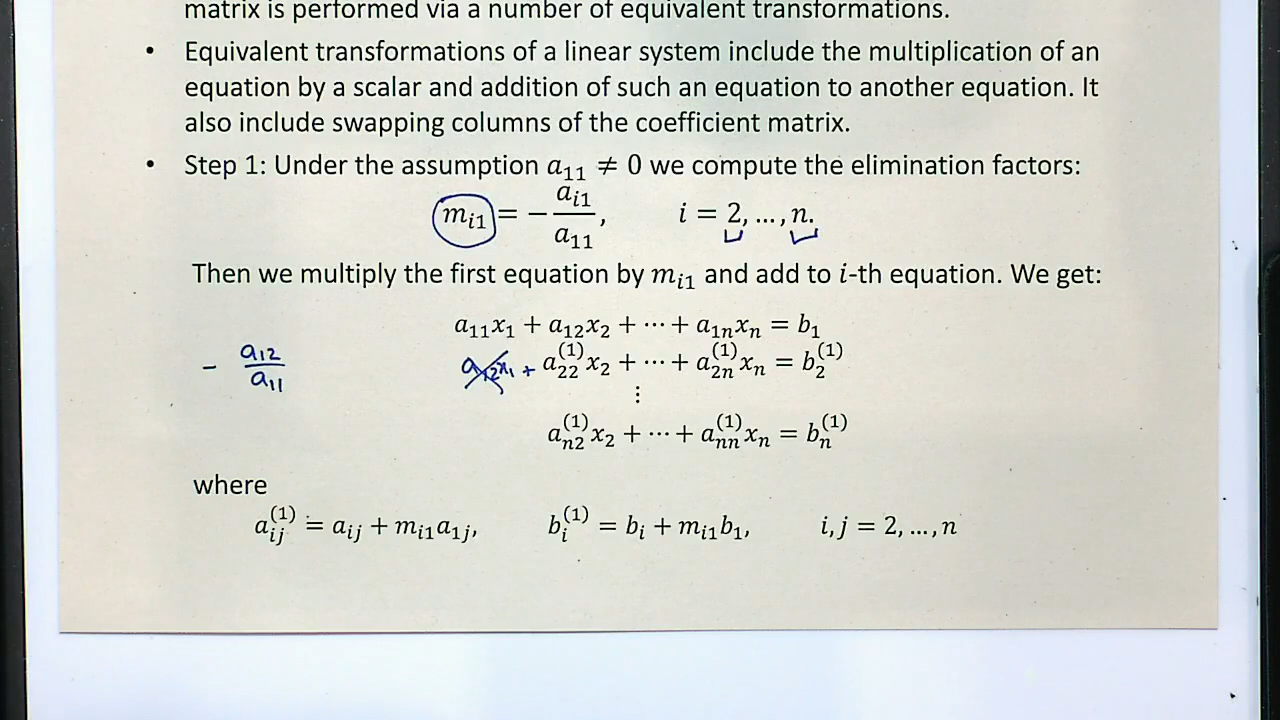 matrix is performed via a number of equivalent transformations.
• Equivalent transformations of a linear system include the multiplication of an
equation by a scalar and addition of such an equation to another equation. It
also include swapping columns of the coefficient matrix.
• Step 1: Under the assumption a₁₁ ≠ 0 we compute the elimination factors:
mᵢ₁ = − aᵢ₁/a₁₁, i = 2, …, n.
Then we multiply the first equation by mᵢ₁ and add to i-th equation. We get:
a₁₁x₁ + a₁₂x₂ + ⋯ + a₁ₙxₙ = b₁
− a₁₂/a₁₁ a₁₂x₁ + a₂₂⁽¹⁾x₂ + ⋯ + a₂ₙ⁽¹⁾xₙ = b₂⁽¹⁾
⋮
aₙ₂⁽¹⁾x₂ + ⋯ + aₙₙ⁽¹⁾xₙ = bₙ⁽¹⁾
where
aᵢⱼ⁽¹⁾ = aᵢⱼ + mᵢ₁a₁ⱼ, bᵢ⁽¹⁾ = bᵢ + mᵢ₁b₁, i, j = 2, …, n